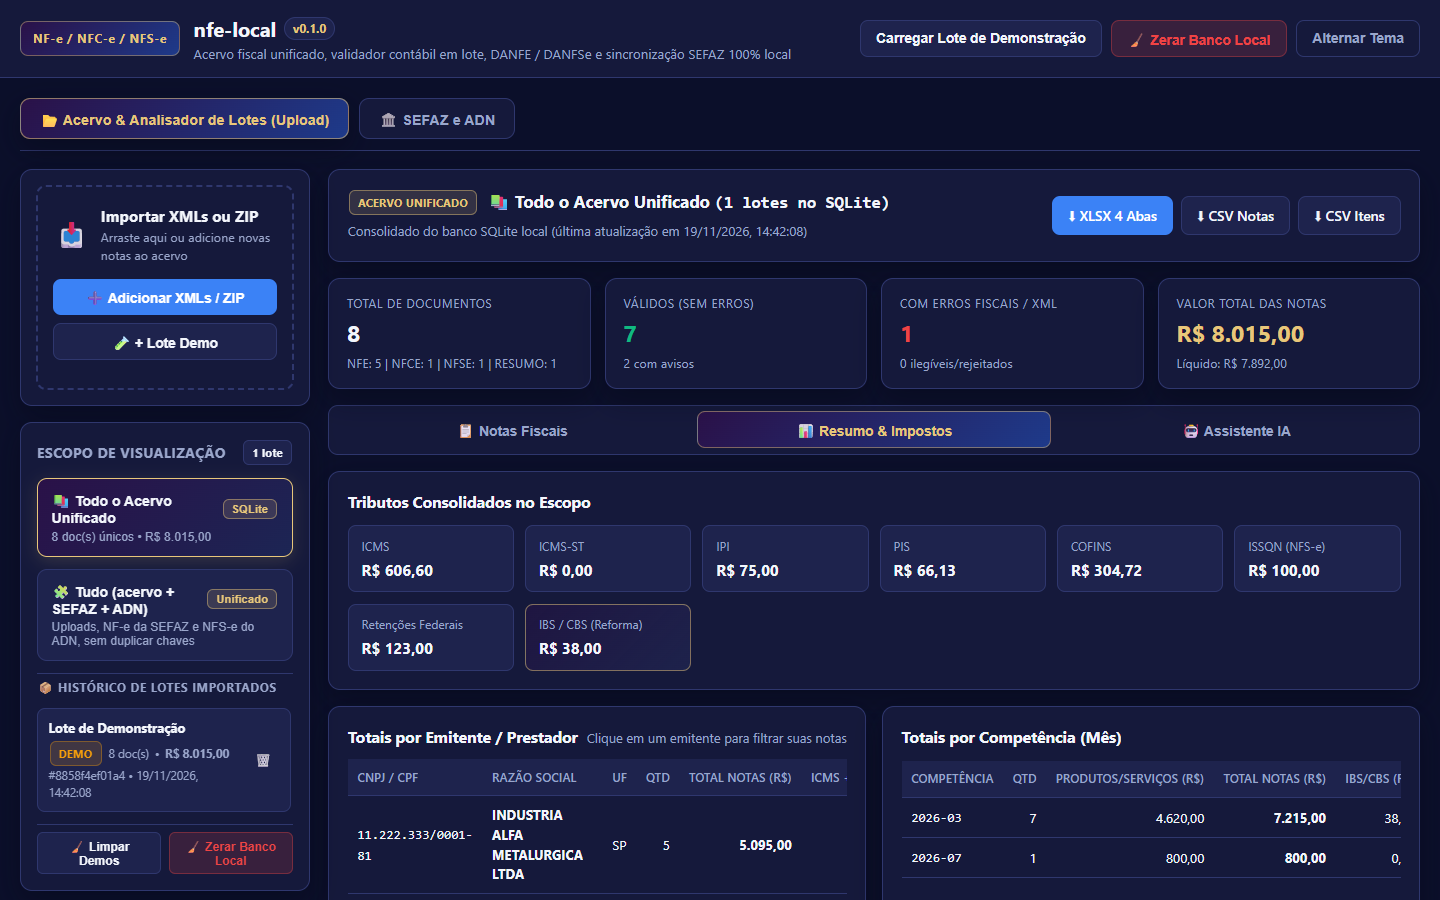 NF-e / NFC-e / NFS-e
nfe-local v0.1.0
Acervo fiscal unificado, validador contábil em lote, DANFE / DANFSe e sincronização SEFAZ 100% local
Carregar Lote de Demonstração
Zerar Banco Local
Alternar Tema
Acervo & Analisador de Lotes (Upload)
SEFAZ e ADN
Importar XMLs ou ZIP
Arraste aqui ou adicione novas
notas ao acervo
Adicionar XMLs / ZIP
+ Lote Demo
ESCOPO DE VISUALIZAÇÃO 1 lote
Todo o Acervo
Unificado
SQLite
8 doc(s) únicos • R$ 8.015,00
Tudo (acervo +
SEFAZ + ADN)
Unificado
Uploads, NF-e da SEFAZ e NFS-e do
ADN, sem duplicar chaves
HISTÓRICO DE LOTES IMPORTADOS
Lote de Demonstração
DEMO 8 doc(s) • R$ 8.015,00
#8858f4ef01a4 • 19/11/2026,
14:42:08
Limpar
Demos
Zerar Banco
Local
ACERVO UNIFICADO Todo o Acervo Unificado (1 lotes no SQLite)
Consolidado do banco SQLite local (última atualização em 19/11/2026, 14:42:08)
⬇ XLSX 4 Abas
⬇ CSV Notas
⬇ CSV Itens
TOTAL DE DOCUMENTOS
8
NFE: 5 | NFCE: 1 | NFSE: 1 | RESUMO: 1
VÁLIDOS (SEM ERROS)
7
2 com avisos
COM ERROS FISCAIS / XML
1
0 ilegíveis/rejeitados
VALOR TOTAL DAS NOTAS
R$ 8.015,00
Líquido: R$ 7.892,00
Notas Fiscais
Resumo & Impostos
Assistente IA
Tributos Consolidados no Escopo
ICMS
R$ 606,60
ICMS-ST
R$ 0,00
IPI
R$ 75,00
PIS
R$ 66,13
COFINS
R$ 304,72
ISSQN (NFS-e)
R$ 100,00
Retenções Federais
R$ 123,00
IBS / CBS (Reforma)
R$ 38,00
Totais por Emitente / Prestador Clique em um emitente para filtrar suas notas
CNPJ / CPF RAZÃO SOCIAL UF QTD TOTAL NOTAS (R$) ICMS
11.222.333/0001-
81
INDUSTRIA
ALFA
METALURGICA
LTDA
SP 5 5.095,00
Totais por Competência (Mês)
COMPETÊNCIA QTD PRODUTOS/SERVIÇOS (R$) TOTAL NOTAS (R$) IBS/CBS
2026-03 7 4.620,00 7.215,00 38,
2026-07 1 800,00 800,00 0,